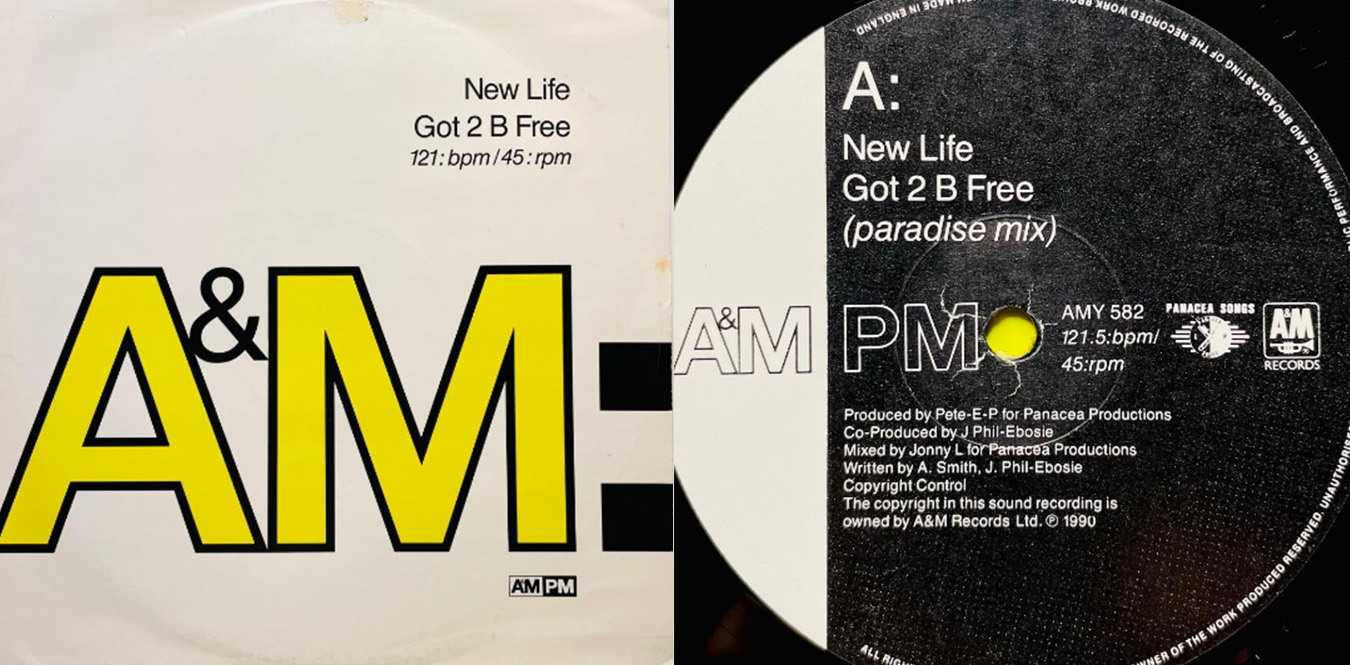 New Life
Got 2 B Free
121:bpm/45:rpm
A&M:
A&M PM
A:
New Life
Got 2 B Free
(paradise mix)
A&M PM
AMY 582
121.5:bpm/
45:rpm
PANACEA SONGS
A&M
RECORDS
Produced by Pete-E-P for Panacea Productions
Co-Produced by J Phil-Ebosie
Mixed by Jonny L for Panacea Productions
Written by A. Smith, J. Phil-Ebosie
Copyright Control
The copyright in this sound recording is
owned by A&M Records Ltd. ℗ 1990
ALL RIGH
OWNER OF THE WORK PRODUCED RESERVED. UNAUTHORISE
PERFORMANCE AND BROADCASTING OF THE RECORDED WORK PROH
MADE IN ENGLAND